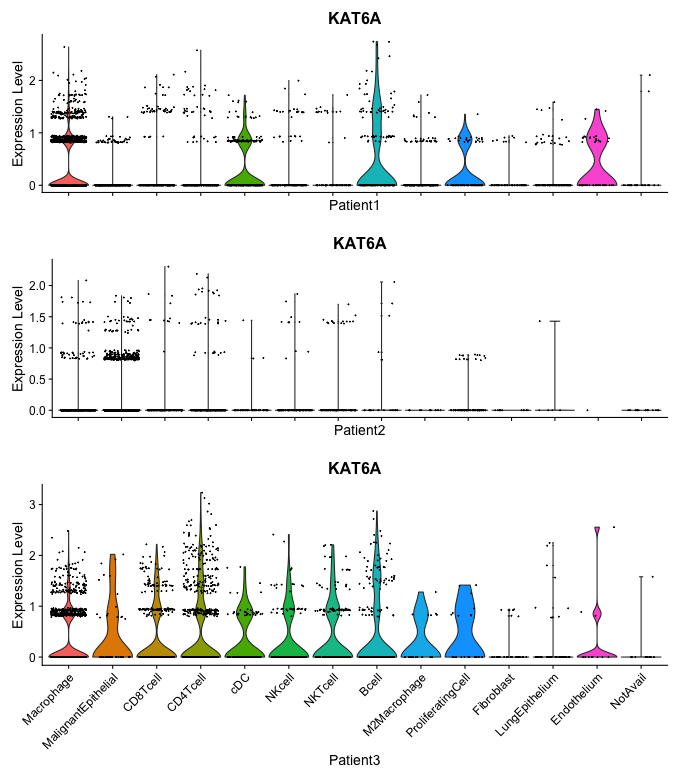 KAT6A
Expression Level
2
1
0
Patient1
KAT6A
Expression Level
2.0
1.5
1.0
0.5
0.0
Patient2
KAT6A
Expression Level
3
2
1
0
Macrophage
MalignantEpithelial
CD8Tcell
CD4Tcell
cDC
NKcell
NKTcell
Bcell
M2Macrophage
ProliferatingCell
Fibroblast
LungEpithelium
Endothelium
NotAvail
Patient3